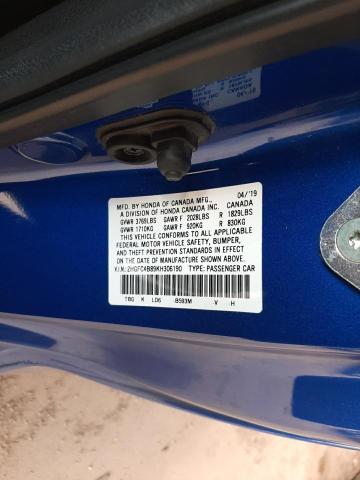 MFD. BY HONDA OF CANADA MFG., 04/'19
A DIVISION OF HONDA CANADA INC. CANADA
GVWR 3769LBS GAWR F 2028LBS R 1829LBS
GVWR 1710KG GAWR F 920KG R 830KG
THIS VEHICLE CONFORMS TO ALL APPLICABLE
FEDERAL MOTOR VEHICLE SAFETY, BUMPER,
AND THEFT PREVENTION STANDARDS IN EFFECT
ON THE DATE OF MANUFACTURE SHOWN ABOVE.
V.I.N.: 2HGFC4B89KH306190 TYPE: PASSENGER CAR
TBG K LD6 B593M V H